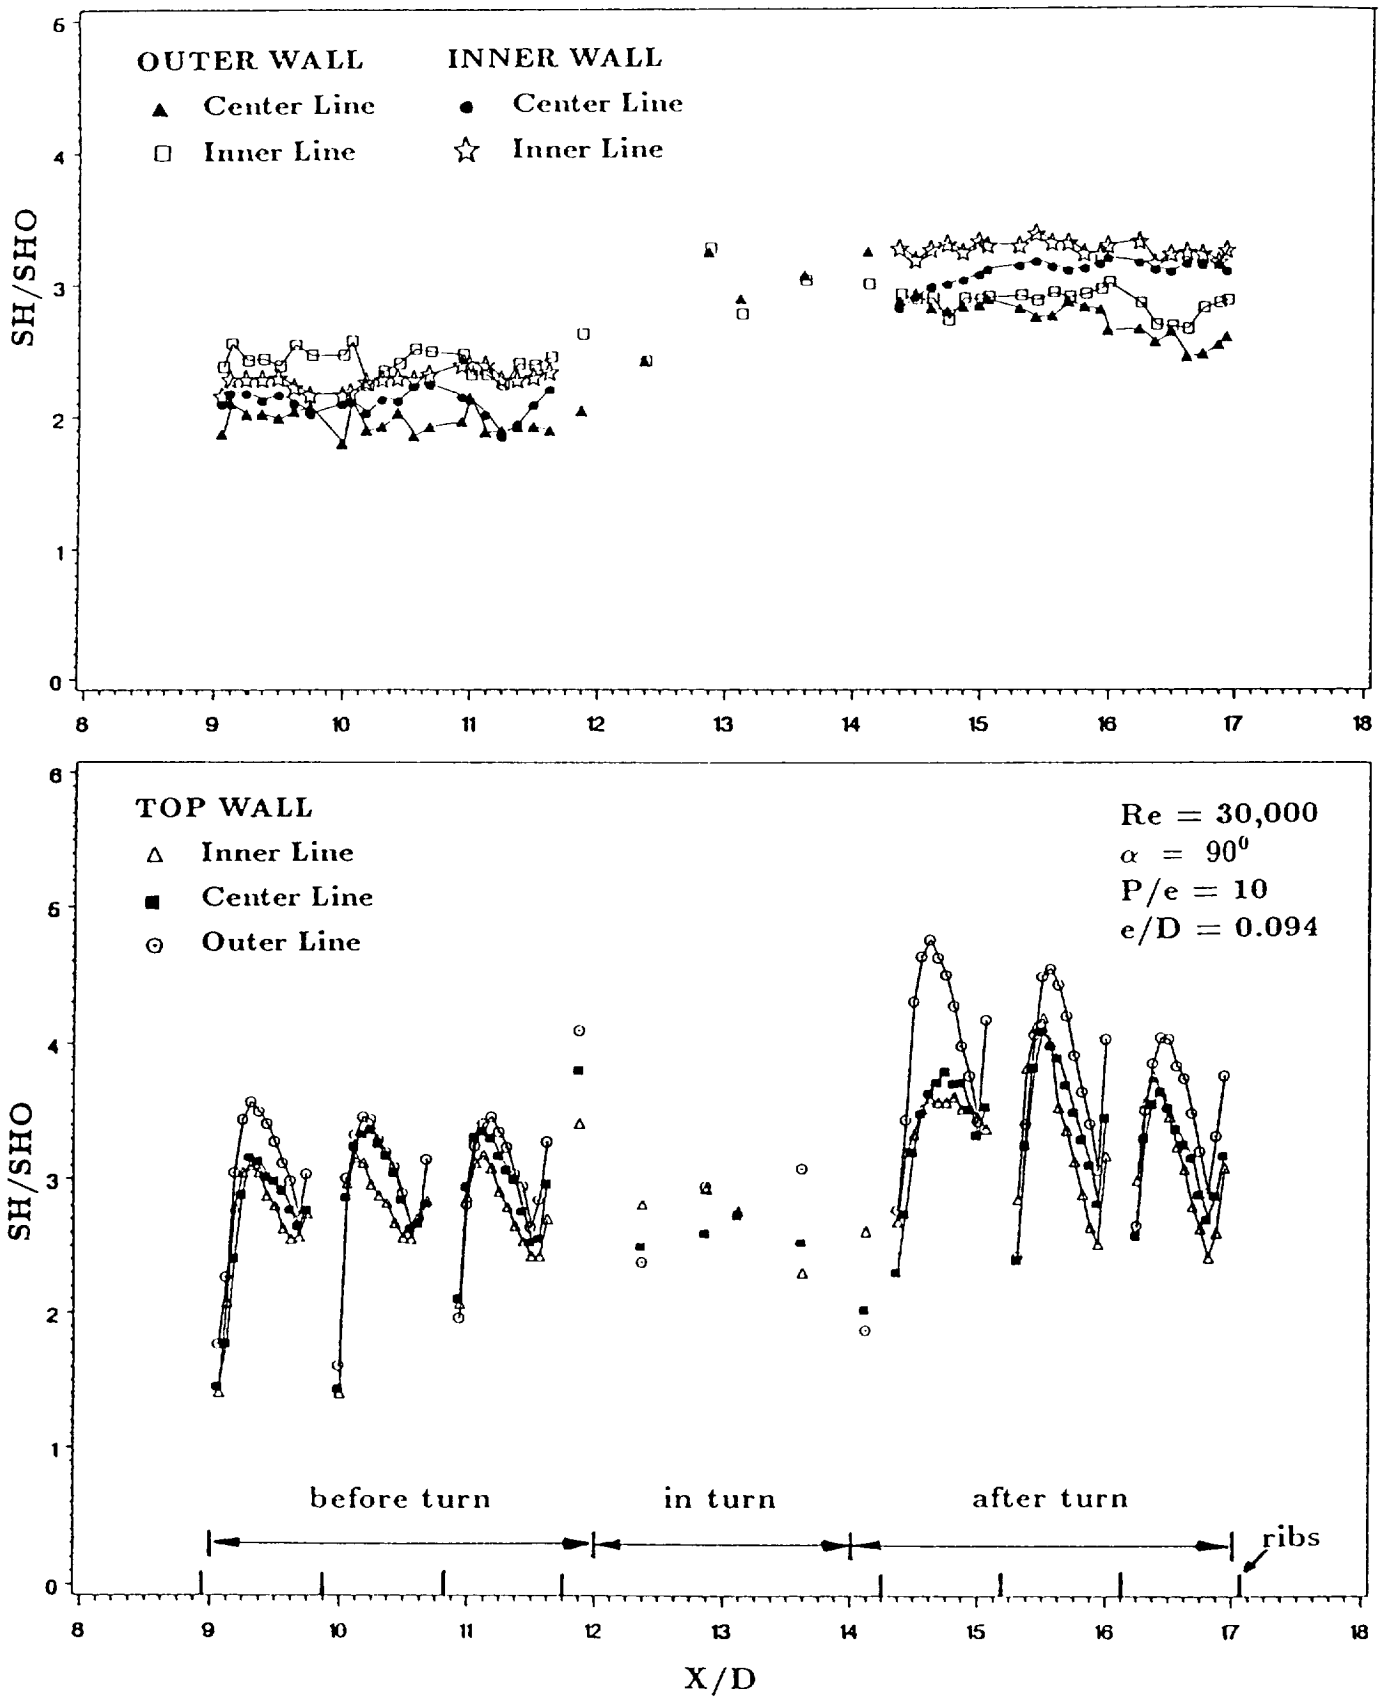 6
5
4
3
2
1
0
SH/SHO
OUTER WALL INNER WALL
Center Line Center Line
Inner Line Inner Line
8 9 10 11 12 13 14 15 16 17 18
6
5
4
3
2
1
0
SH/SHO
TOP WALL
Inner Line
Center Line
Outer Line
Re = 30,000
α = 90⁰
P/e = 10
e/D = 0.094
before turn in turn after turn
ribs
9 10 11 12 13 14 15 16 17 18
X/D